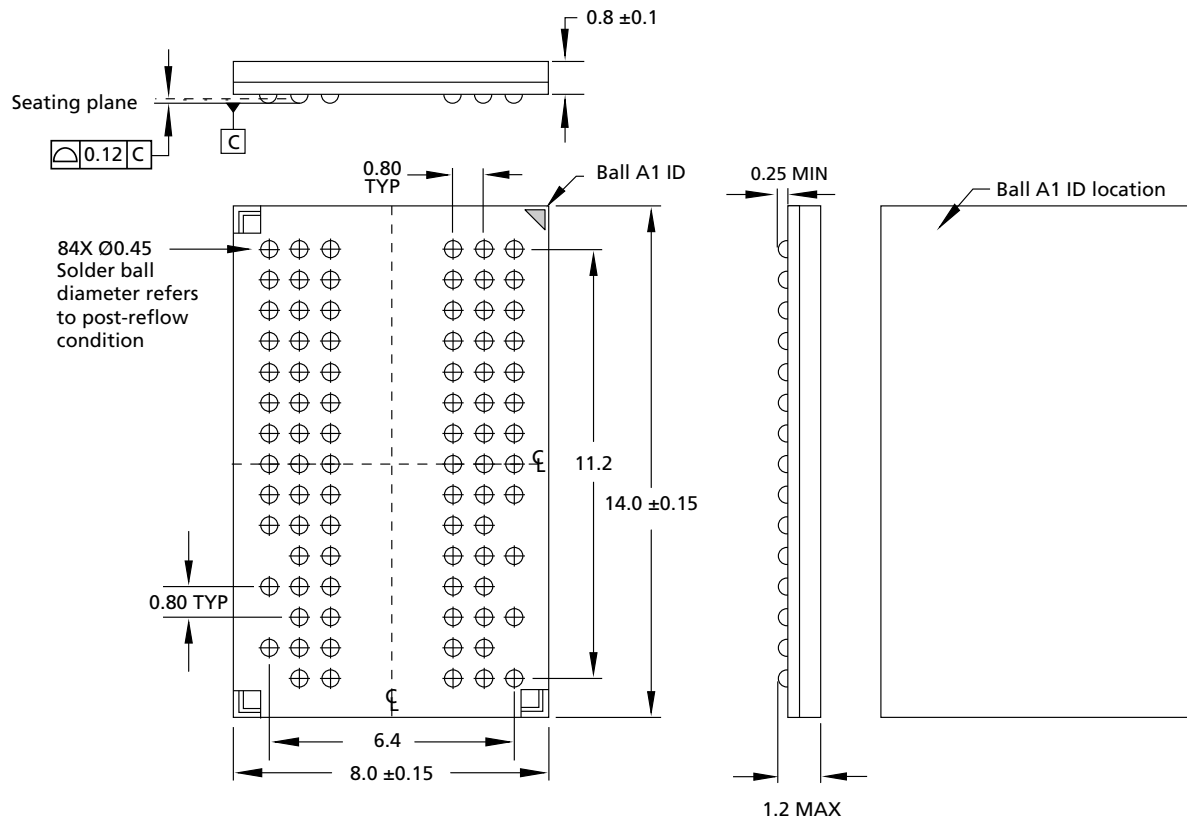 0.8 ±0.1
Seating plane
0.12 C
C
0.80
TYP
Ball A1 ID
0.25 MIN
Ball A1 ID location
84X Ø0.45
Solder ball
diameter refers
to post-reflow
condition
℄
11.2
14.0 ±0.15
0.80 TYP
℄
6.4
8.0 ±0.15
1.2 MAX